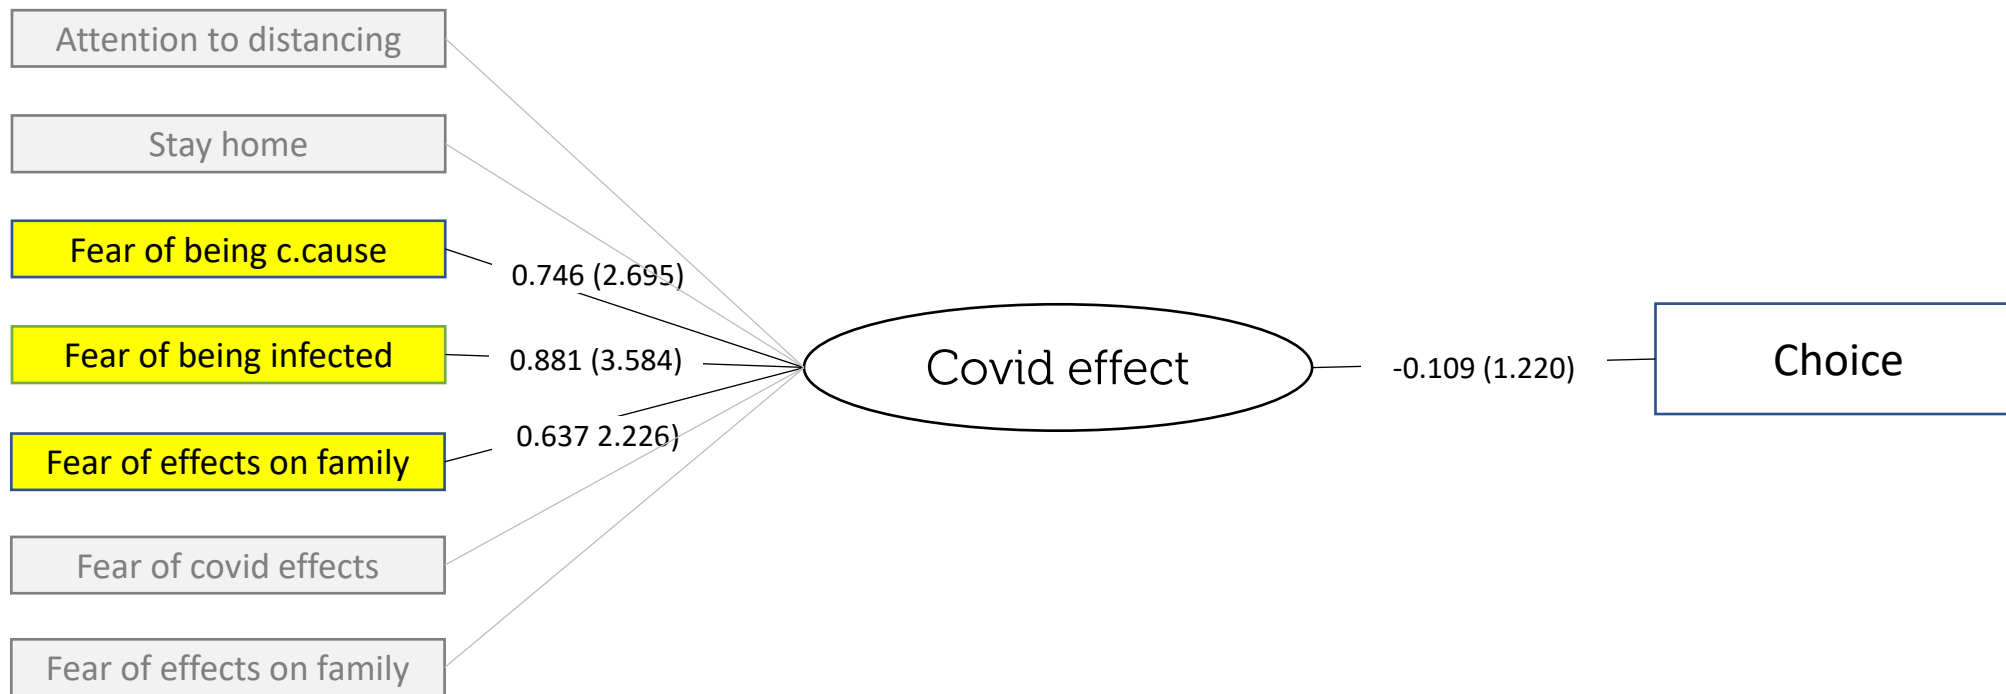 Attention to distancing
Stay home
Fear of being c.cause
0.746 (2.695)
Fear of being infected
0.881 (3.584)
Fear of effects on family
0.637 2.226)
Fear of covid effects
Fear of effects on family
Covid effect
-0.109 (1.220)
Choice